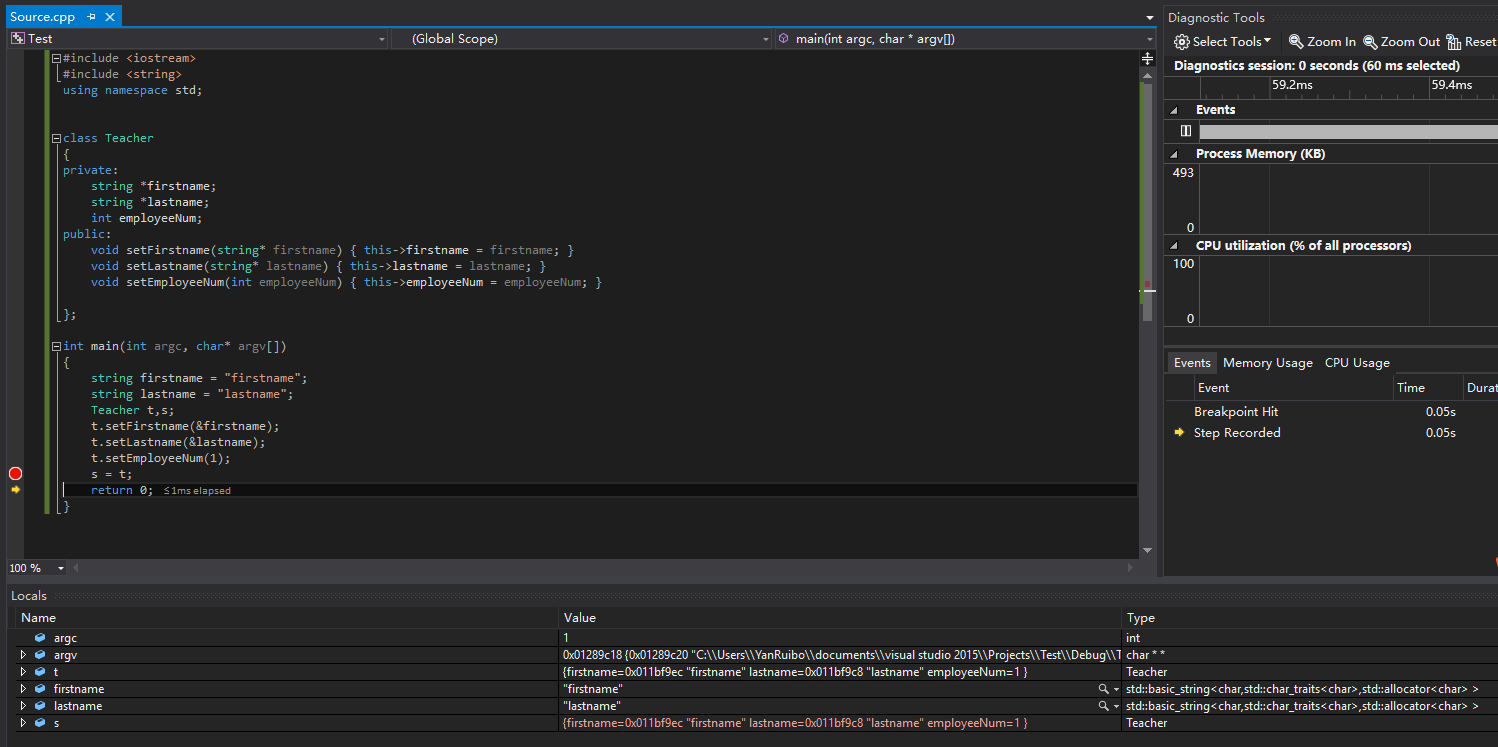 Source.cpp
Test
(Global Scope)
main(int argc, char * argv[])
#include <iostream>
#include <string>
using namespace std;
class Teacher
{
private:
string *firstname;
string *lastname;
int employeeNum;
public:
void setFirstname(string* firstname) { this->firstname = firstname; }
void setLastname(string* lastname) { this->lastname = lastname; }
void setEmployeeNum(int employeeNum) { this->employeeNum = employeeNum; }
};
int main(int argc, char* argv[])
{
string firstname = "firstname";
string lastname = "lastname";
Teacher t,s;
t.setFirstname(&firstname);
t.setLastname(&lastname);
t.setEmployeeNum(1);
s = t;
return 0; ≤1ms elapsed
}
100 %
Diagnostic Tools
Select Tools Zoom In Zoom Out Reset
Diagnostics session: 0 seconds (60 ms selected)
59.2ms 59.4ms
Events
Process Memory (KB)
493
0
CPU utilization (% of all processors)
100
0
Events Memory Usage CPU Usage
Event Time Durat
Breakpoint Hit 0.05s
Step Recorded 0.05s
Locals
Name Value Type
argc 1 int
argv 0x01289c18 {0x01289c20 "C:\\Users\\YanRuibo\\documents\\visual studio 2015\\Projects\\Test\\Debug\\T char * *
t {firstname=0x011bf9ec "firstname" lastname=0x011bf9c8 "lastname" employeeNum=1 } Teacher
firstname "firstname" std::basic_string<char,std::char_traits<char>,std::allocator<char> >
lastname "lastname" std::basic_string<char,std::char_traits<char>,std::allocator<char> >
s {firstname=0x011bf9ec "firstname" lastname=0x011bf9c8 "lastname" employeeNum=1 } Teacher